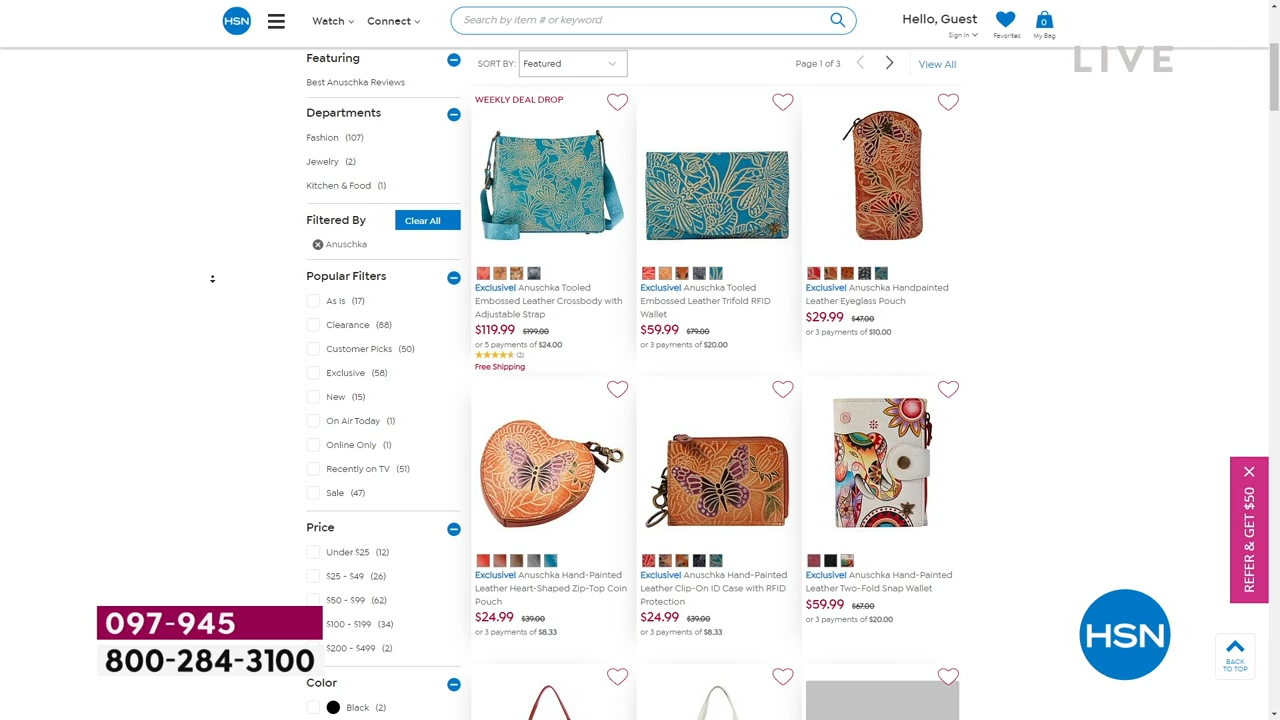 HSN
Watch
Connect
Search by item # or keyword
Hello, Guest
Sign In
Favorites
0
My Bag
LIVE
Featuring
Best Anuschka Reviews
Departments
Fashion (107)
Jewelry (2)
Kitchen & Food (1)
Filtered By
Clear All
Anuschka
Popular Filters
As Is (17)
Clearance (88)
Customer Picks (50)
Exclusive (58)
New (15)
On Air Today (1)
Online Only (1)
Recently on TV (51)
Sale (47)
Price
Under $25 (12)
$25 - $49 (26)
$50 - $99 (62)
$100 - $199 (34)
$200 - $499 (2)
Color
Black (2)
SORT BY: Featured
Page 1 of 3
View All
WEEKLY DEAL DROP
Exclusive! Anuschka Tooled
Embossed Leather Crossbody with
Adjustable Strap
$119.99 $199.00
or 5 payments of $24.00
(2)
Free Shipping
Exclusive! Anuschka Tooled
Embossed Leather Trifold RFID
Wallet
$59.99 $79.00
or 3 payments of $20.00
Exclusive! Anuschka Handpainted
Leather Eyeglass Pouch
$29.99 $47.00
or 3 payments of $10.00
Exclusive! Anuschka Hand-Painted
Leather Heart-Shaped Zip-Top Coin
Pouch
$24.99 $39.00
or 3 payments of $8.33
Exclusive! Anuschka Hand-Painted
Leather Clip-On ID Case with RFID
Protection
$24.99 $39.00
or 3 payments of $8.33
Exclusive! Anuschka Hand-Painted
Leather Two-Fold Snap Wallet
$59.99 $67.00
or 3 payments of $20.00
097-945
800-284-3100
REFER & GET $50
HSN
BACK
TO TOP